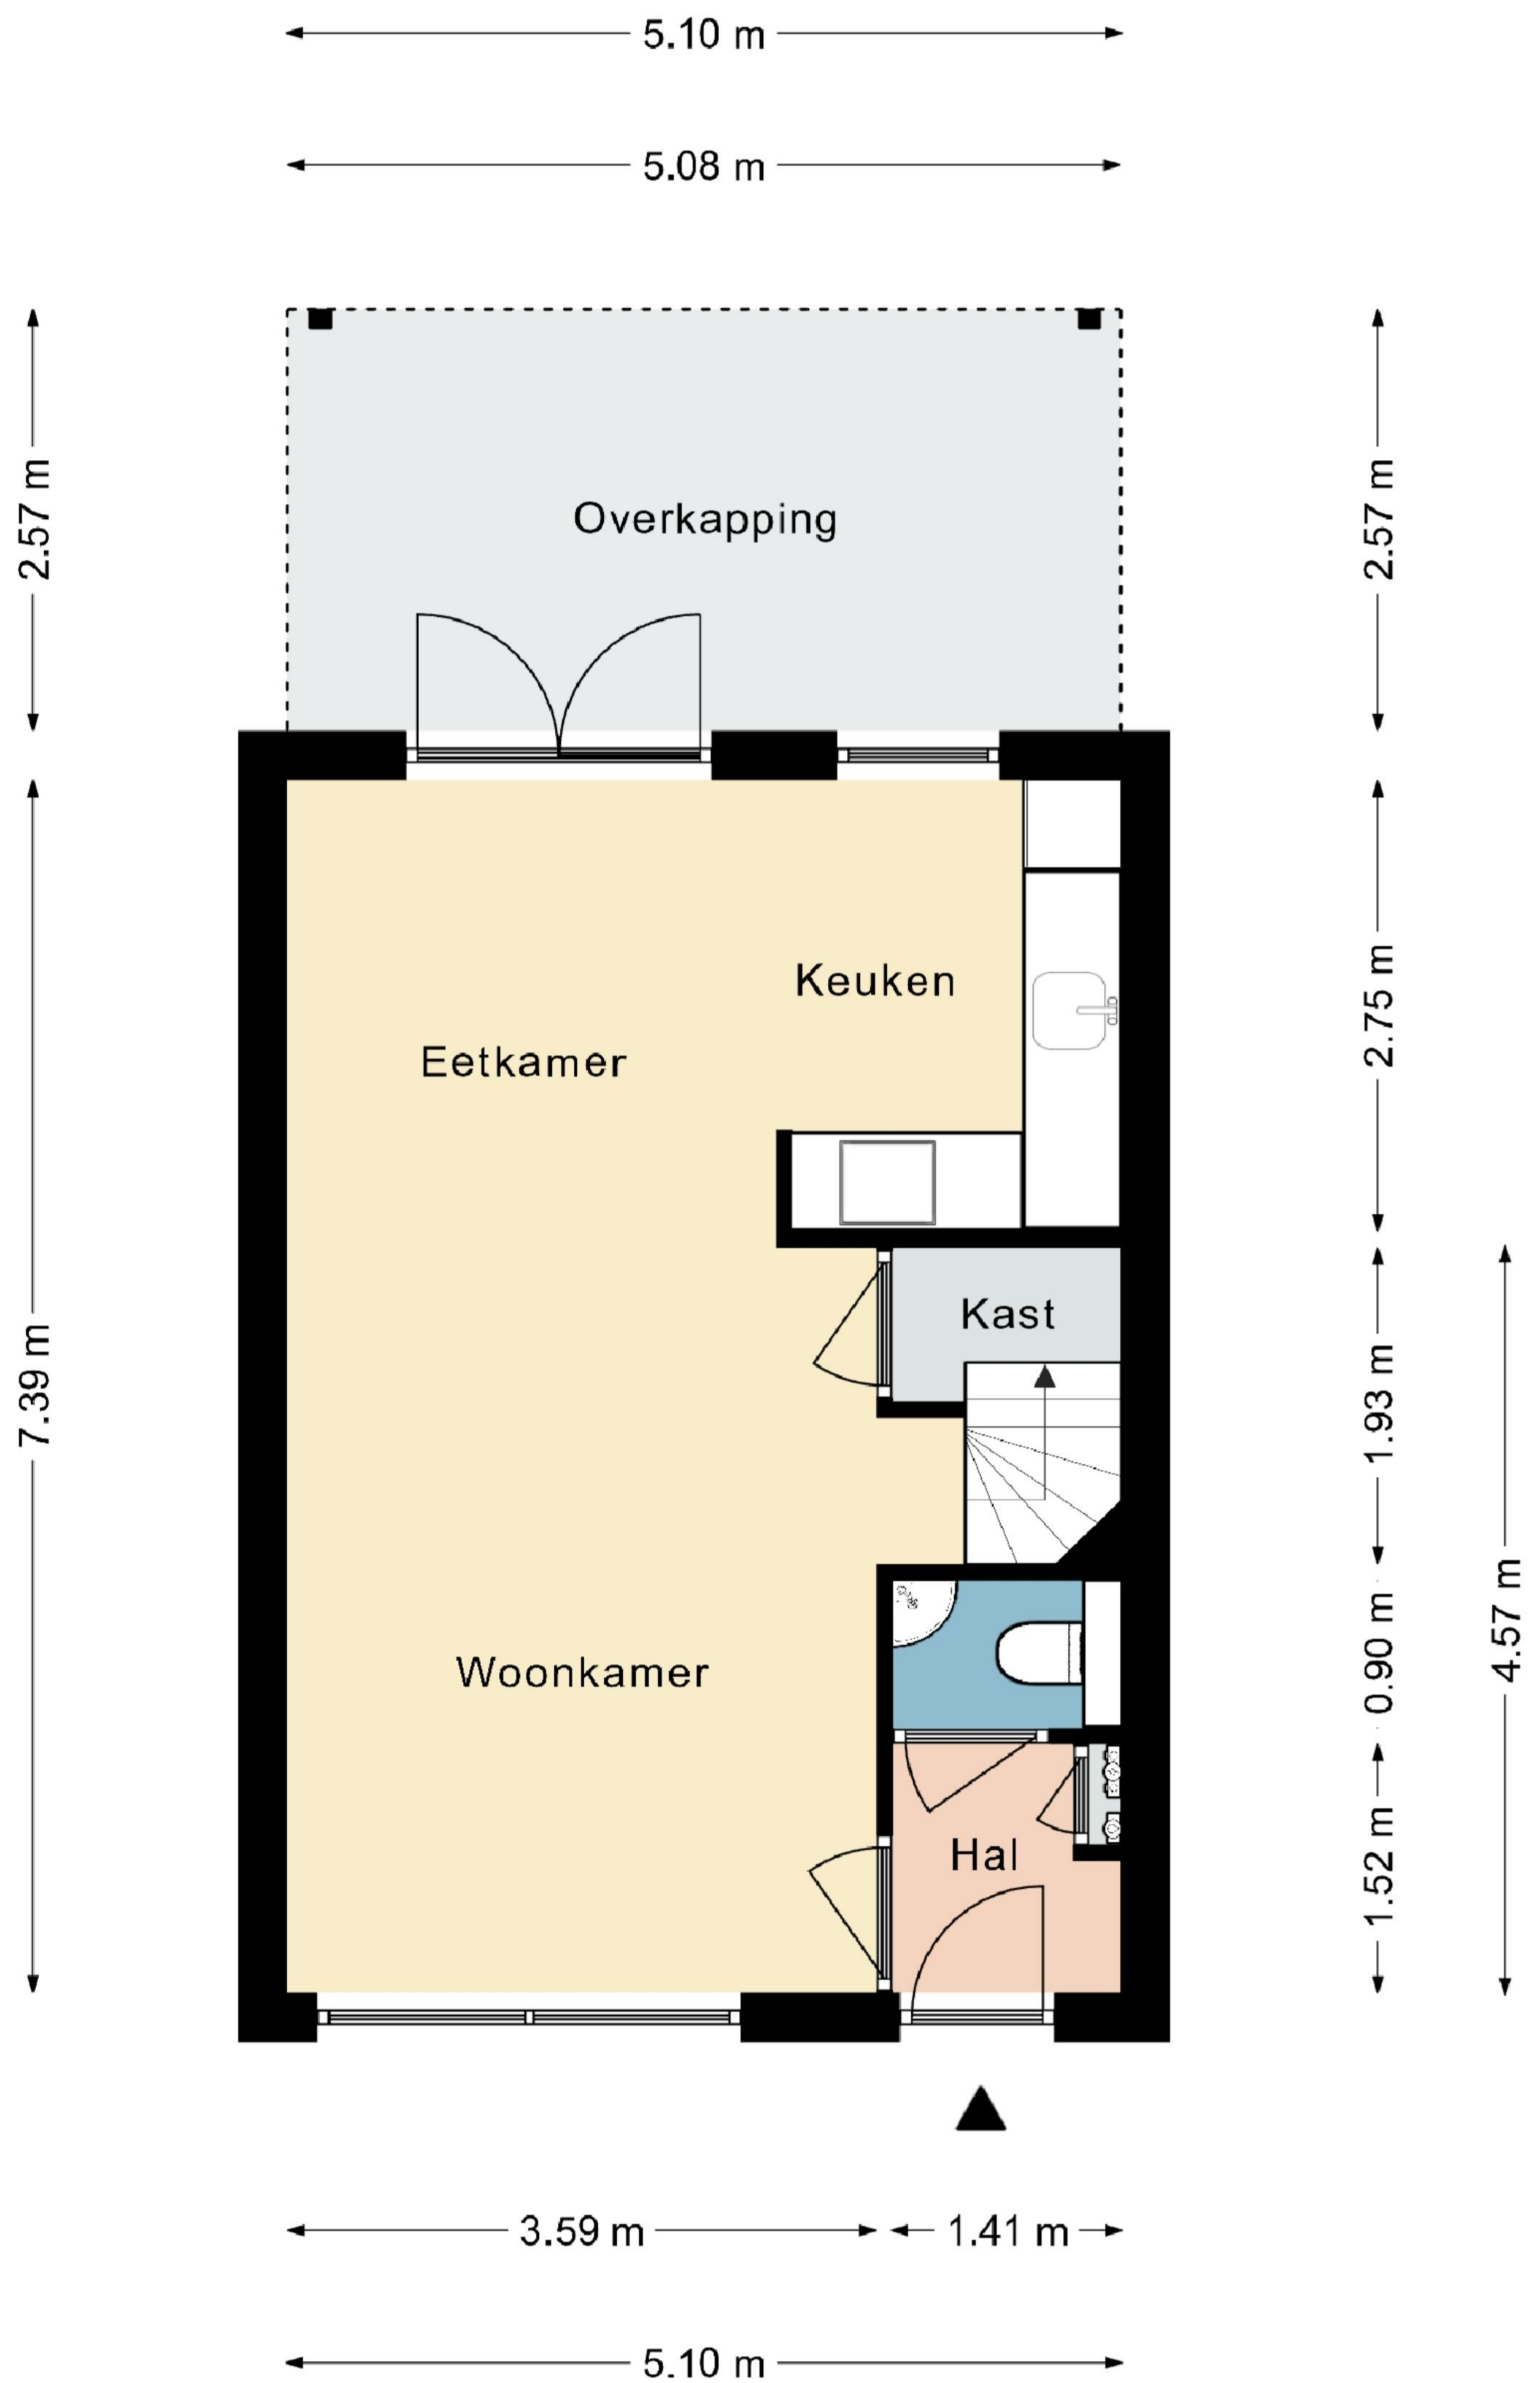 5.10 m
5.08 m
2.57 m
2.57 m
Overkapping
Keuken
Eetkamer
2.75 m
Kast
7.39 m
1.93 m
4.57 m
0.90 m
Woonkamer
Hal
1.52 m
3.59 m
1.41 m
5.10 m